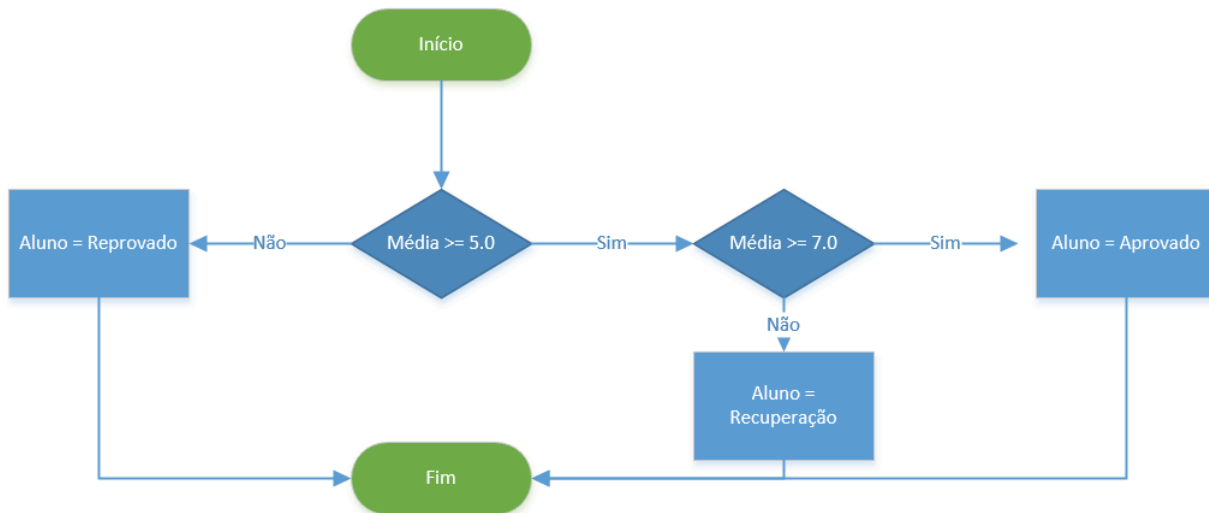 Início
Aluno = Reprovado
Não
Média >= 5.0
Sim
Média >= 7.0
Sim
Aluno = Aprovado
Não
Aluno =
Recuperação
Fim